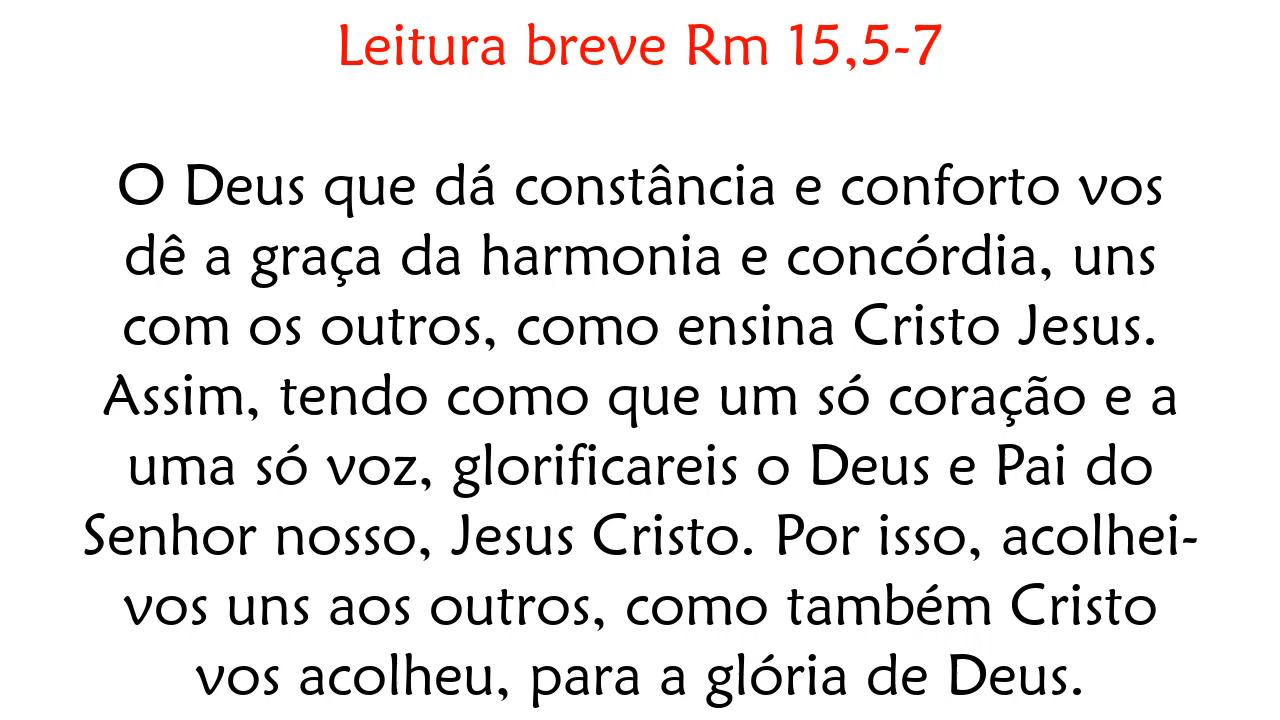 Leitura breve Rm 15,5-7
O Deus que dá constância e conforto vos
dê a graça da harmonia e concórdia, uns
com os outros, como ensina Cristo Jesus.
Assim, tendo como que um só coração e a
uma só voz, glorificareis o Deus e Pai do
Senhor nosso, Jesus Cristo. Por isso, acolhei-
vos uns aos outros, como também Cristo
vos acolheu, para a glória de Deus.